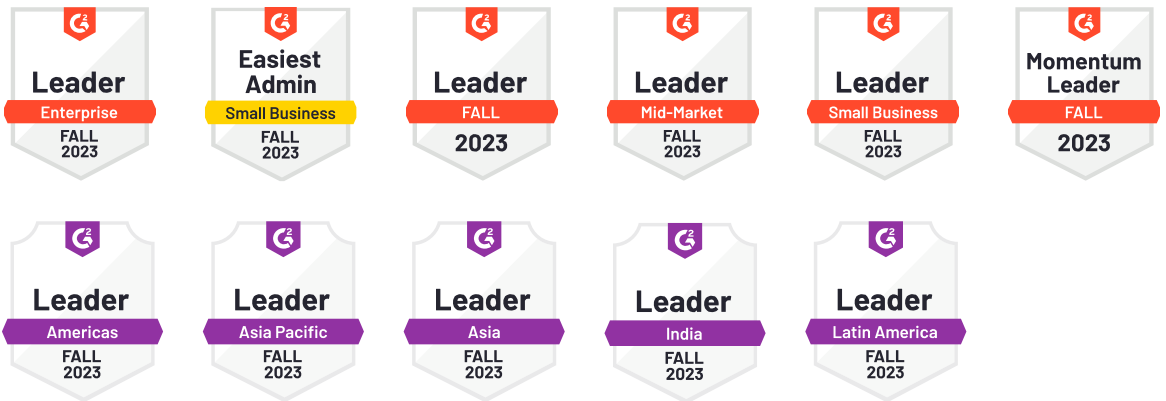 G2
Leader
Enterprise
FALL
2023
G2
Easiest
Admin
Small Business
FALL
2023
G2
Leader
FALL
2023
G2
Leader
Mid-Market
FALL
2023
G2
Leader
Small Business
FALL
2023
G2
Momentum
Leader
FALL
2023
G2
Leader
Americas
FALL
2023
G2
Leader
Asia Pacific
FALL
2023
G2
Leader
Asia
FALL
2023
G2
Leader
India
FALL
2023
G2
Leader
Latin America
FALL
2023